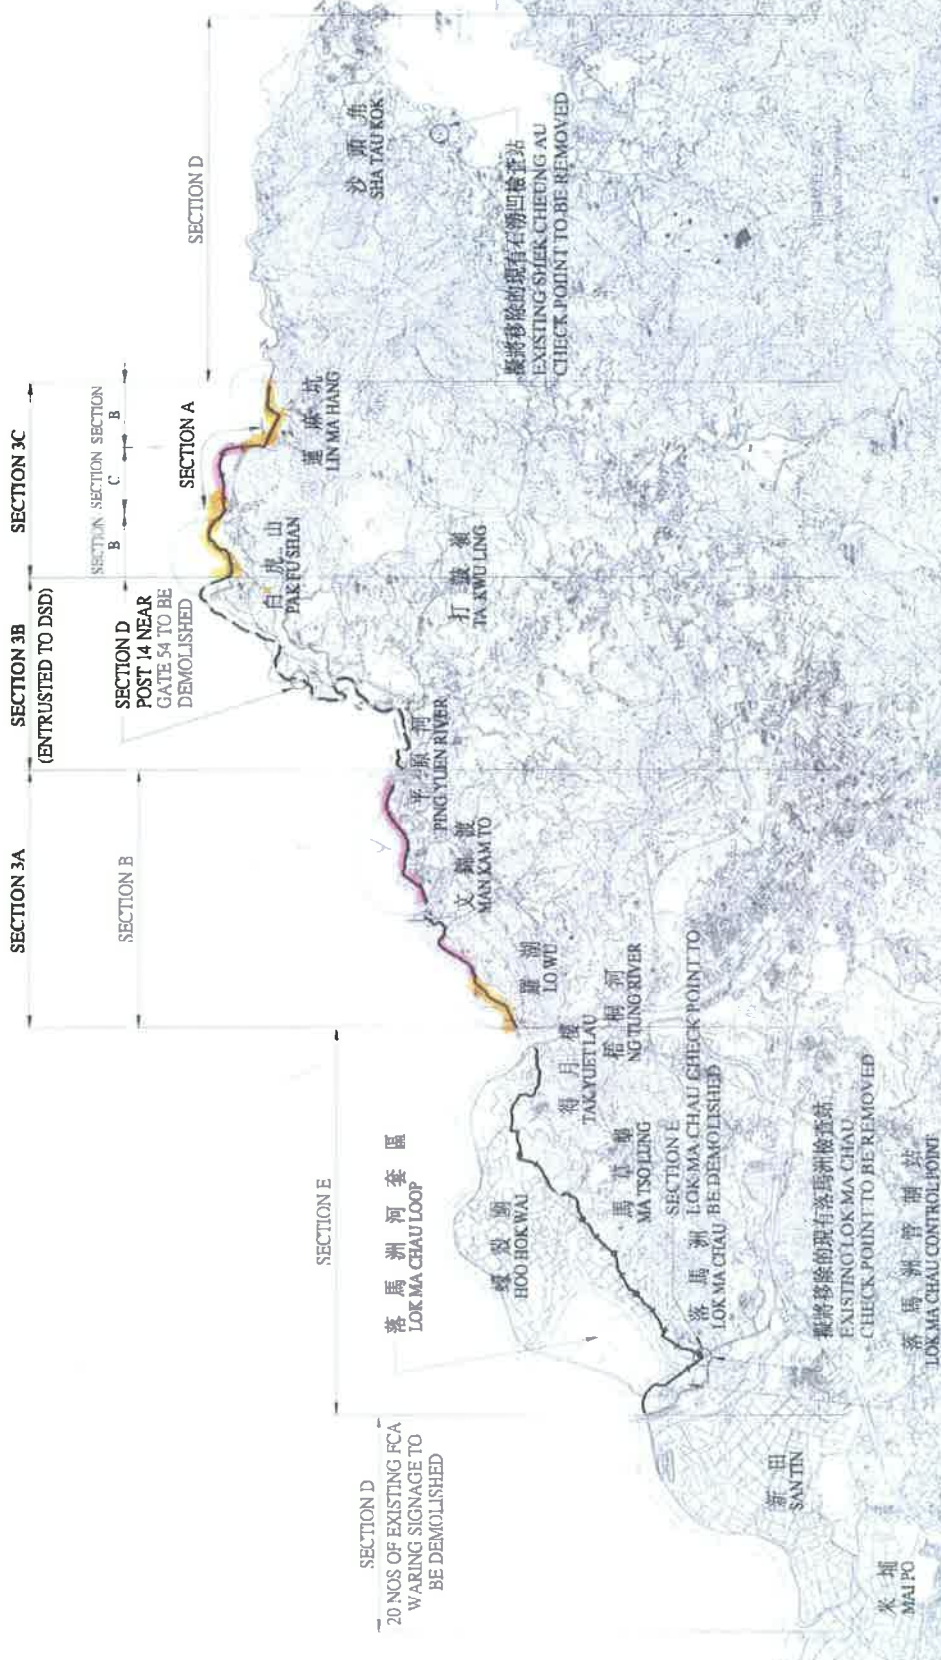 SECTION 3A
SECTION 3B
(ENTRUSTED TO DSD)
SECTION 3C
SECTION B
SECTION D
POST 14 NEAR
GATE 54 TO BE
DEMOLISHED
SECTION
B
SECTION
C
SECTION
B
SECTION A
SECTION D
SECTION E
SECTION D
20 NOS OF EXISTING FCA
WARING SIGNAGE TO
BE DEMOLISHED
落馬洲河套區
LOK MA CHAU LOOP
蠔殼圍
HOO HOK WAI
得月樓
TAK YUET LAU
羅湖
LO WU
梧桐河
NG TUNG RIVER
文錦渡
MAN KAM TO
平原河
PING YUEN RIVER
白虎山
PAK FU SHAN
打鼓嶺
TA KWU LING
蓮麻坑
LIN MA HANG
沙頭角
SHA TAU KOK
擬將移除的現有石涌凹檢查站
EXISTING SHEK CHEUNG AU
CHECK POINT TO BE REMOVED
馬草壟
MA TSO LUNG
SECTION E
LOK MA CHAU CHECK POINT TO
BE DEMOLISHED
落馬洲
LOK MA CHAU
擬將移除的現有落馬洲檢查站
EXISTING LOK MA CHAU
CHECK POINT TO BE REMOVED
落馬洲管制站
LOK MA CHAU CONTROL POINT
新田
SAN TIN
米埔
MAI PO